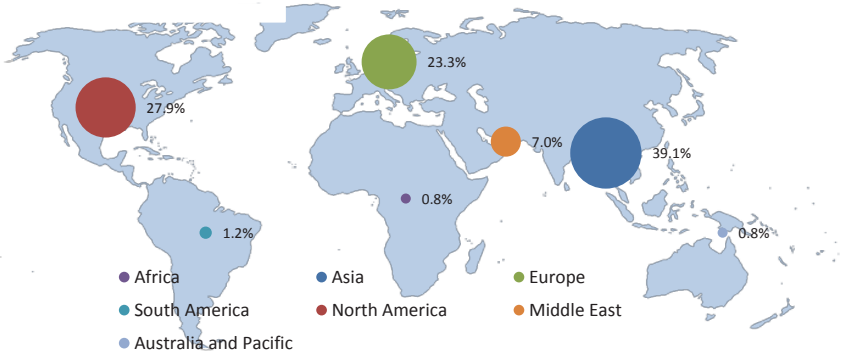 23.3%
27.9%
7.0%
39.1%
0.8%
1.2%
0.8%
Africa
Asia
Europe
South America
North America
Middle East
Australia and Pacific